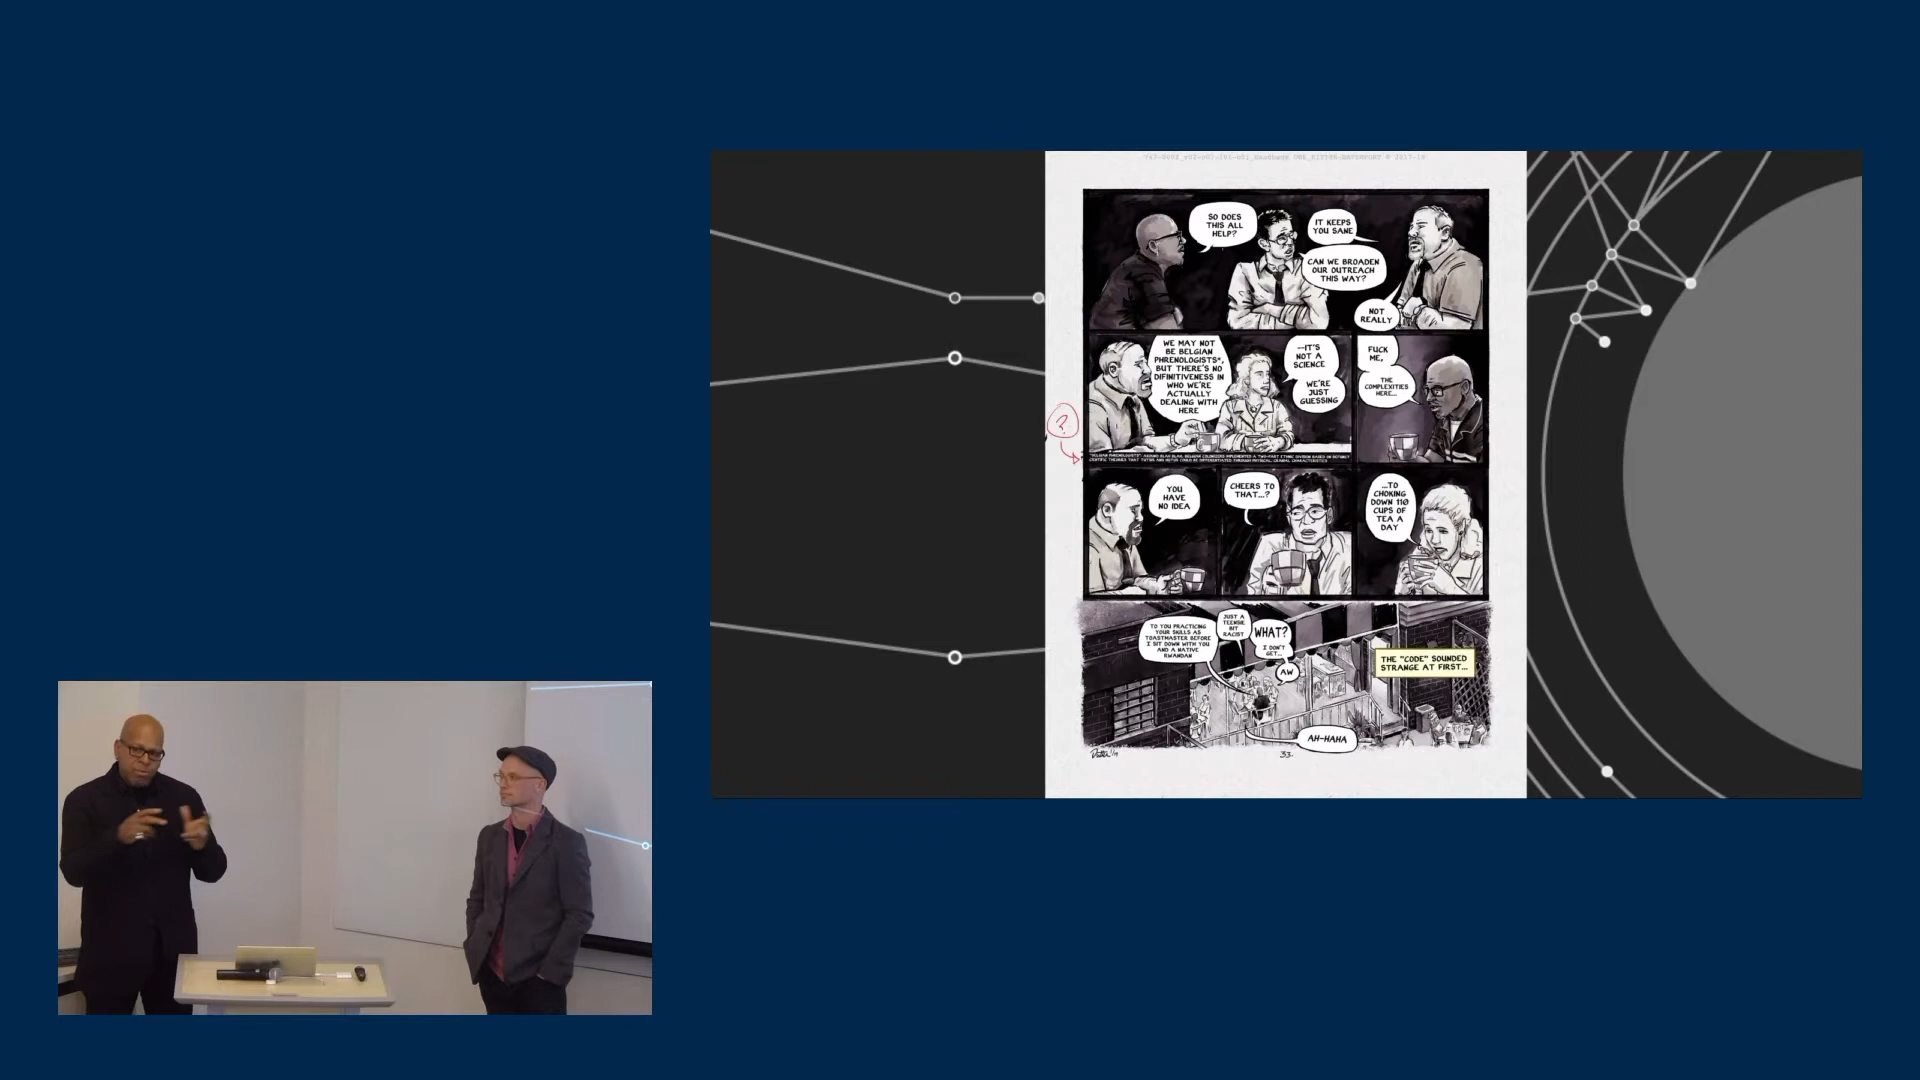 SO DOES
THIS ALL
HELP?
IT KEEPS
YOU SANE
CAN WE BROADEN
OUR OUTREACH
THIS WAY?
NOT
REALLY
WE MAY NOT
BE BELGIAN
PHRENOLOGISTS*,
BUT THERE'S NO
DIFINITIVENESS IN
WHO WE'RE
ACTUALLY
DEALING WITH
HERE
--IT'S
NOT A
SCIENCE
WE'RE
JUST
GUESSING
FUCK
ME,
THE
COMPLEXITIES
HERE...
?
YOU
HAVE
NO IDEA
CHEERS TO
THAT...?
...TO
CHOKING
DOWN 110
CUPS OF
TEA A
DAY
TO YOU PRACTICING
YOUR SKILLS AS
TOASTMASTER BEFORE
I SIT DOWN WITH YOU
AND A NATIVE
RWANDAN
JUST A
TEENSIE
BIT
RACIST
WHAT?
I DON'T
GET...
AW
THE "CODE" SOUNDED
STRANGE AT FIRST...
AH-HAHA
33.